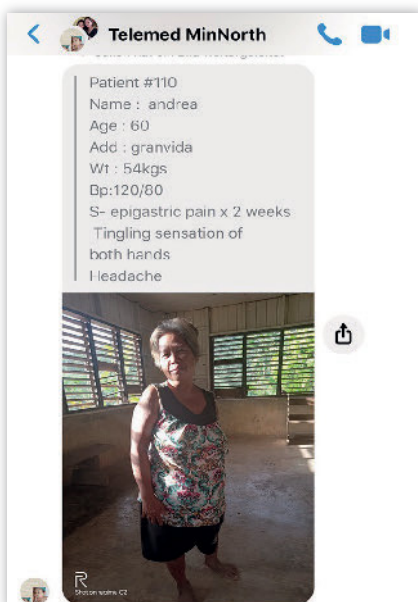 Telemed MinNorth
Patient #110
Name : andrea
Age : 60
Add : granvida
Wt : 54kgs
Bp:120/80
S- epigastric pain x 2 weeks
Tingling sensation of
both hands
Headache
R
C2